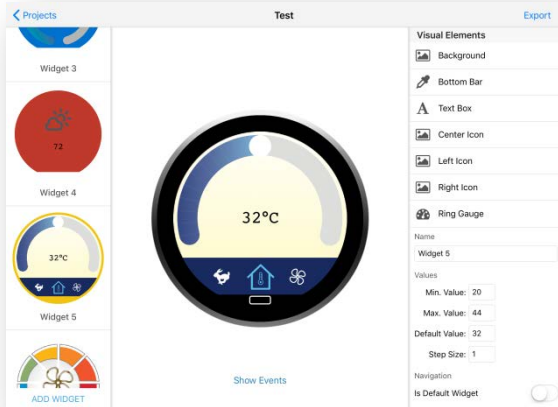 Projects
Test
Export
Widget 3
72
Widget 4
32°C
Widget 5
ADD WIDGET
32°C
Show Events
Visual Elements
Background
Bottom Bar
A Text Box
Center Icon
Left Icon
Right Icon
Ring Gauge
Name
Widget 5
Values
Min. Value: 20
Max. Value: 44
Default Value: 32
Step Size: 1
Navigation
Is Default Widget